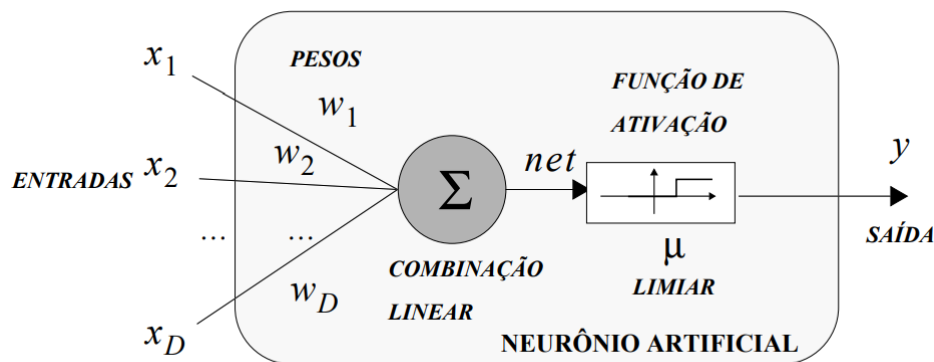 x1
PESOS
w1
FUNÇÃO DE
ATIVAÇÃO
ENTRADAS x2
w2
Σ
net
y
SAÍDA
... ...
COMBINAÇÃO
LINEAR
μ
LIMIAR
wD
xD
NEURÔNIO ARTIFICIAL